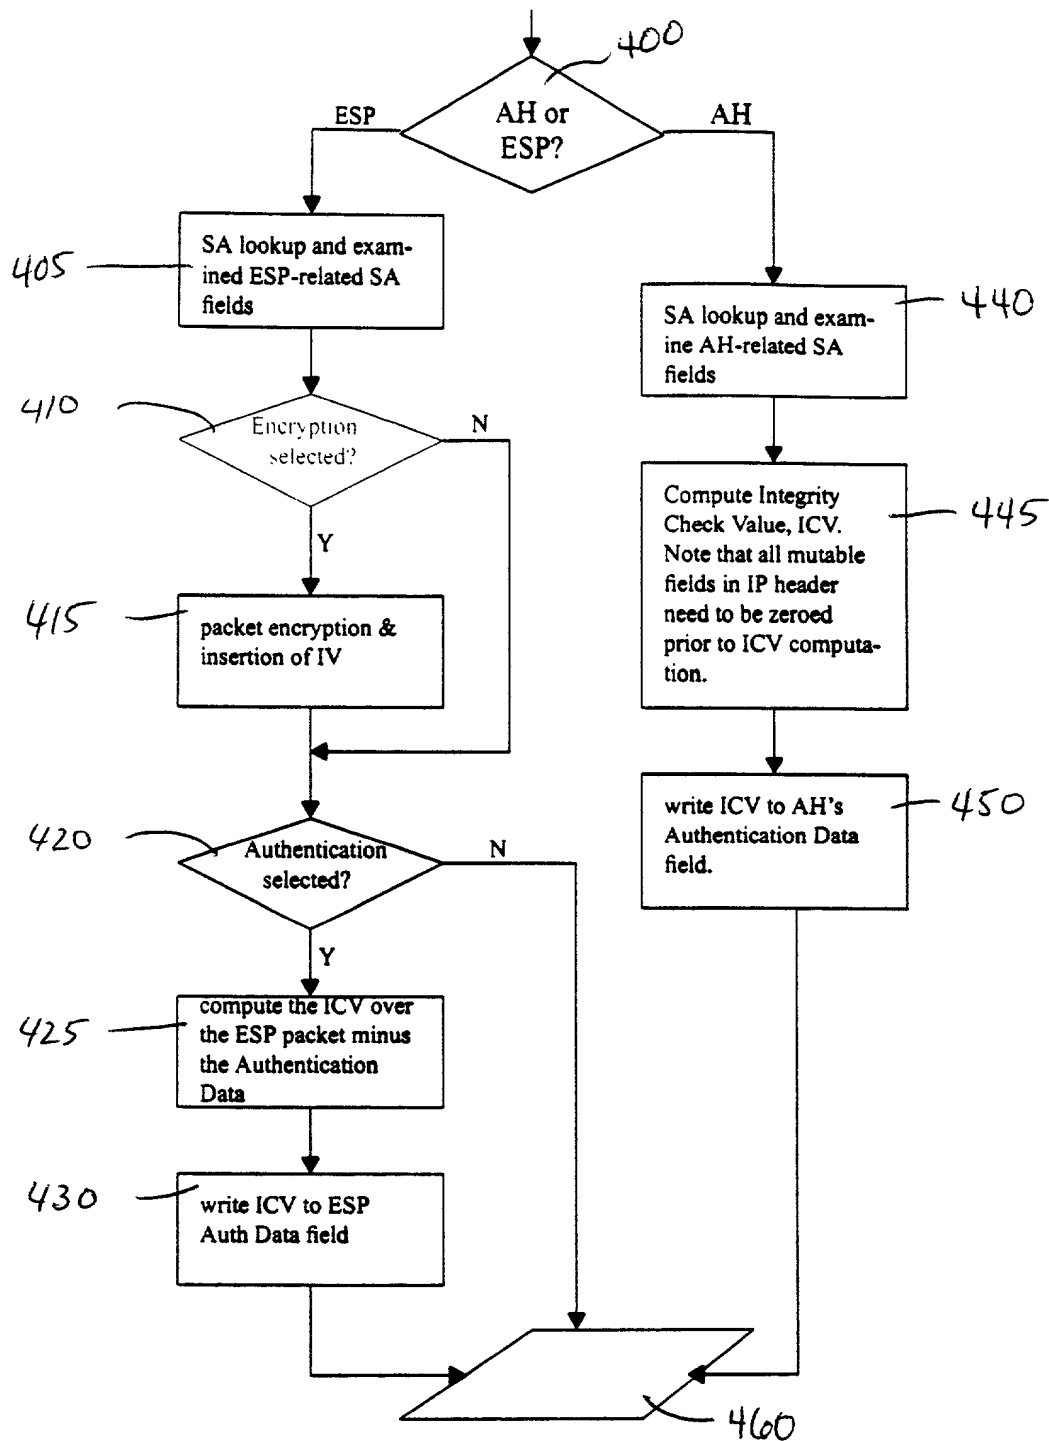 400
AH or
ESP?
ESP
AH
405
SA lookup and exam-
ined ESP-related SA
fields
410
Encryption
selected?
N
Y
415
packet encryption &
insertion of IV
420
Authentication
selected?
N
Y
425
compute the ICV over
the ESP packet minus
the Authentication
Data
430
write ICV to ESP
Auth Data field
440
SA lookup and exam-
ine AH-related SA
fields
445
Compute Integrity
Check Value, ICV.
Note that all mutable
fields in IP header
need to be zeroed
prior to ICV computa-
tion.
450
write ICV to AH's
Authentication Data
field.
460